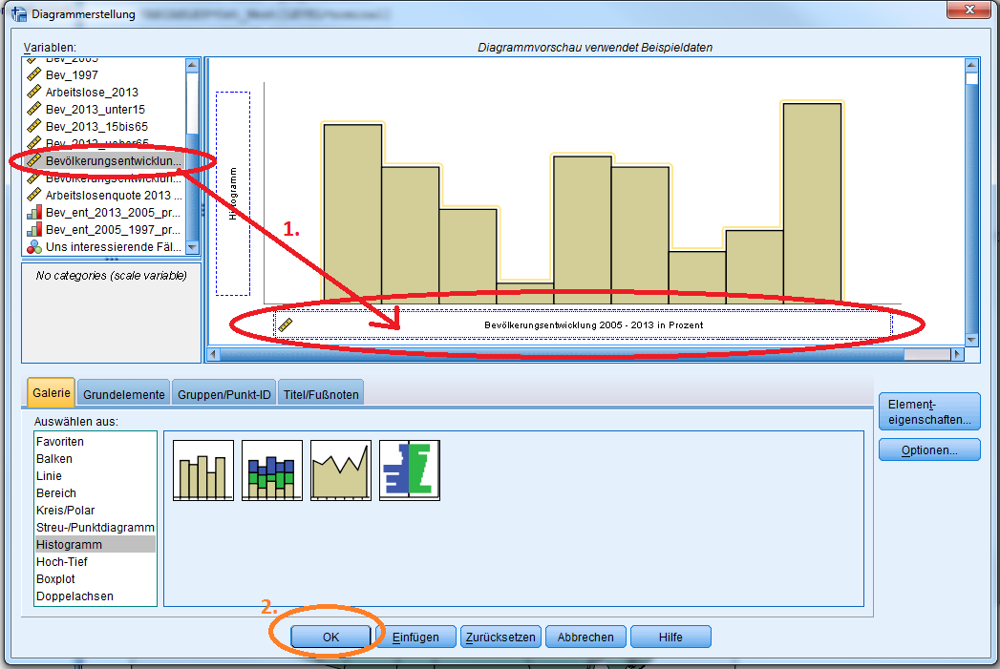 Diagrammerstellung
Variablen:
Diagrammvorschau verwendet Beispieldaten
Bev_2005
Bev_1997
Arbeitslose_2013
Bev_2013_unter15
Bev_2013_15bis65
Bev_2013_ueber65
Bevölkerungsentwicklun...
Bevölkerungsentwicklun...
Arbeitslosenquote 2013 ...
Bev_ent_2013_2005_pr...
Bev_ent_2005_1997_pr...
Uns interessierende Fäl...
No categories (scale variable)
Histogramm
1.
Bevölkerungsentwicklung 2005 - 2013 in Prozent
Galerie
Grundelemente
Gruppen/Punkt-ID
Titel/Fußnoten
Auswählen aus:
Favoriten
Balken
Linie
Bereich
Kreis/Polar
Streu-/Punktdiagramm
Histogramm
Hoch-Tief
Boxplot
Doppelachsen
Element-
eigenschaften...
Optionen...
2.
OK
Einfügen
Zurücksetzen
Abbrechen
Hilfe